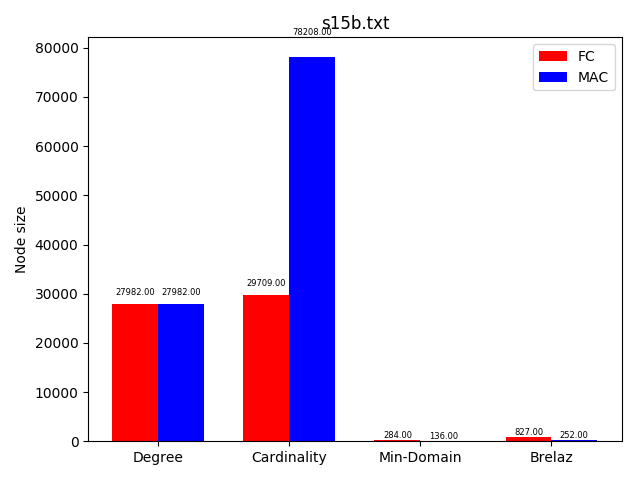 s15b.txt
78208.00
80000
70000
60000
50000
40000
30000
20000
10000
0
Node size
FC
MAC
27982.00 27982.00
29709.00
284.00 136.00
827.00 252.00
Degree Cardinality Min-Domain Brelaz